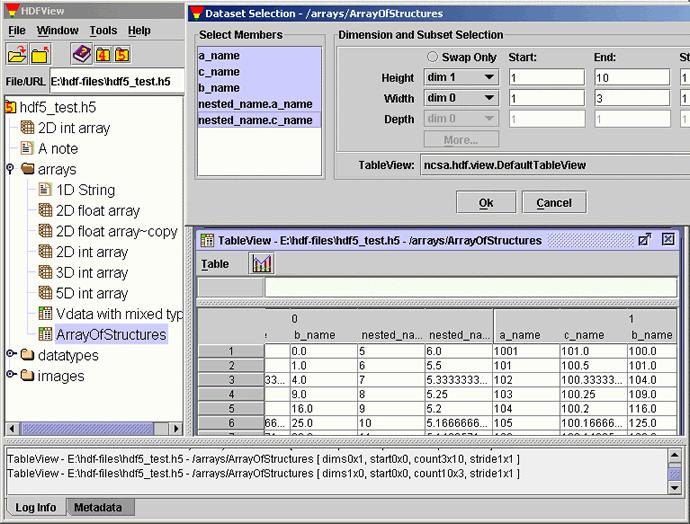 HDFView
File Window Tools Help
File/URL E:\hdf-files\hdf5_test.h5
hdf5_test.h5
2D int array
A note
arrays
1D String
2D float array
2D float array~copy
2D int array
3D int array
5D int array
Vdata with mixed typ
ArrayOfStructures
datatypes
images
Dataset Selection - /arrays/ArrayOfStructures
Select Members
a_name
c_name
b_name
nested_name.a_name
nested_name.c_name
Dimension and Subset Selection
Swap Only Start: End: St
Height dim 1 1 10 1
Width dim 0 1 3 1
Depth dim 0 1 1 1
More...
TableView: ncsa.hdf.view.DefaultTableView
Ok Cancel
TableView - E:\hdf-files\hdf5_test.h5 - /arrays/ArrayOfStructures
Table
0 1
b_name nested_na... nested_na... a_name c_name b_name
1 0.0 5 6.0 1001 101.0 100.0
2 1.0 6 5.5 101 100.5 101.0
3 33... 4.0 7 5.3333333... 102 100.33333... 104.0
4 9.0 8 5.25 103 100.25 109.0
5 16.0 9 5.2 104 100.2 116.0
6 66... 25.0 10 5.1666666... 105 100.16666... 125.0
TableView - E:\hdf-files\hdf5_test.h5 - /arrays/ArrayOfStructures [ dims0x1, start0x0, count3x10, stride1x1 ]
TableView - E:\hdf-files\hdf5_test.h5 - /arrays/ArrayOfStructures [ dims1x0, start0x0, count10x3, stride1x1 ]
Log Info Metadata